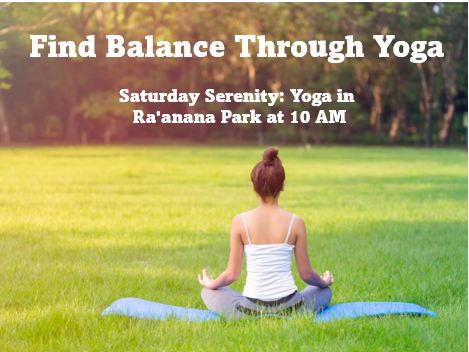 Find Balance Through Yoga
Saturday Serenity: Yoga in
Ra'anana Park at 10 AM